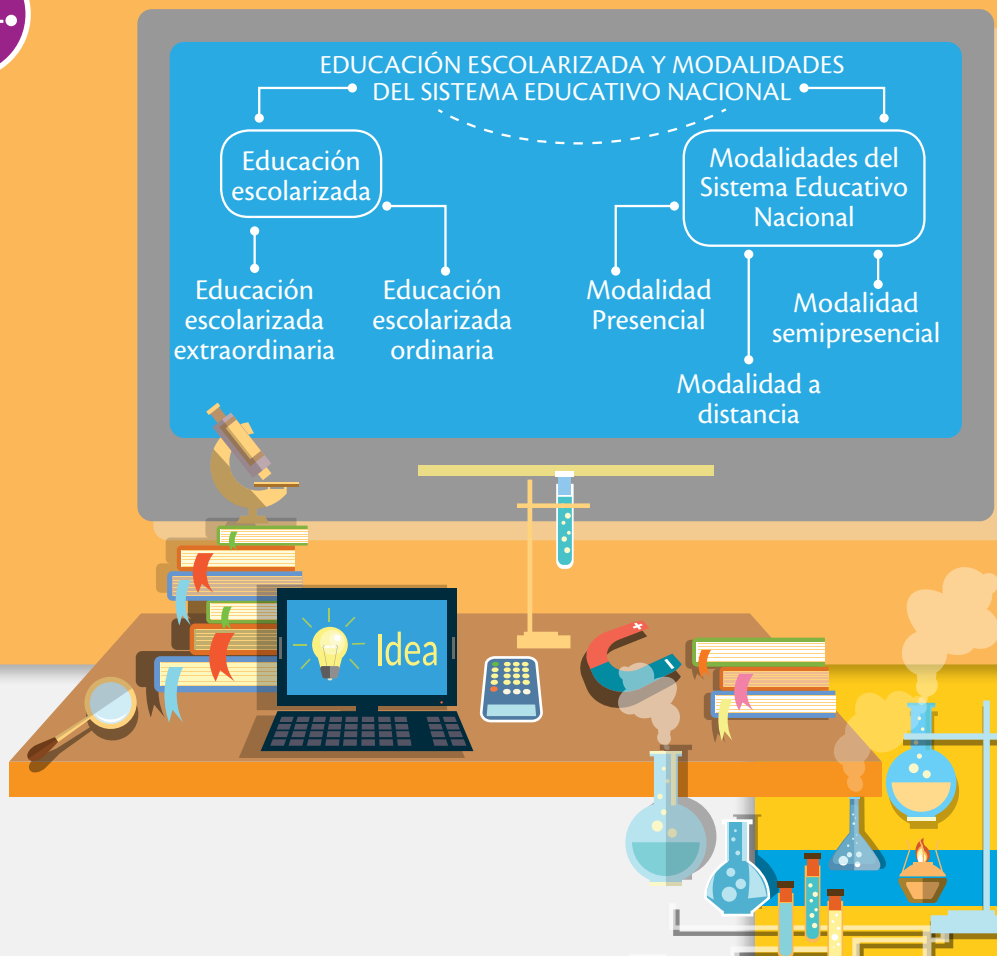 EDUCACIÓN ESCOLARIZADA Y MODALIDADES
DEL SISTEMA EDUCATIVO NACIONAL
Educación
escolarizada
Modalidades del
Sistema Educativo
Nacional
Educación
escolarizada
extraordinaria
Educación
escolarizada
ordinaria
Modalidad
Presencial
Modalidad
semipresencial
Modalidad a
distancia
Idea